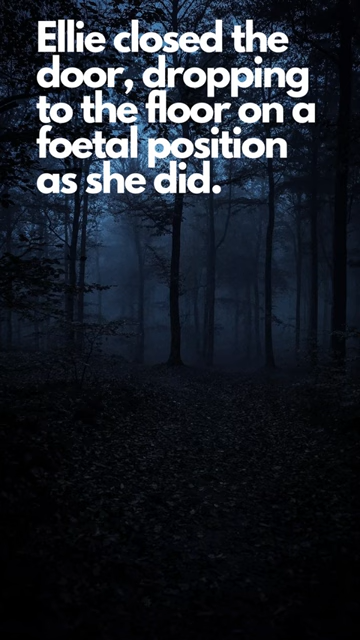 Ellie closed the
door, dropping
to the floor on a
foetal position
as she did.